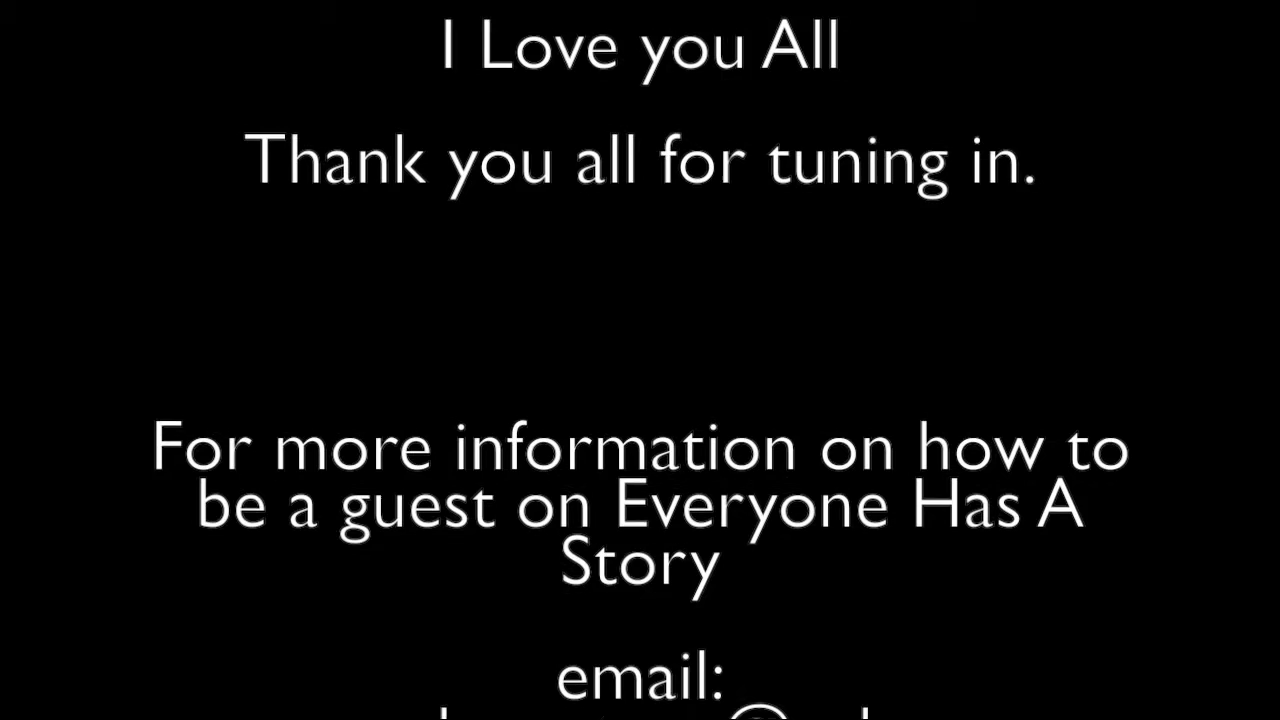 I Love you All
Thank you all for tuning in.
For more information on how to
be a guest on Everyone Has A
Story
email: